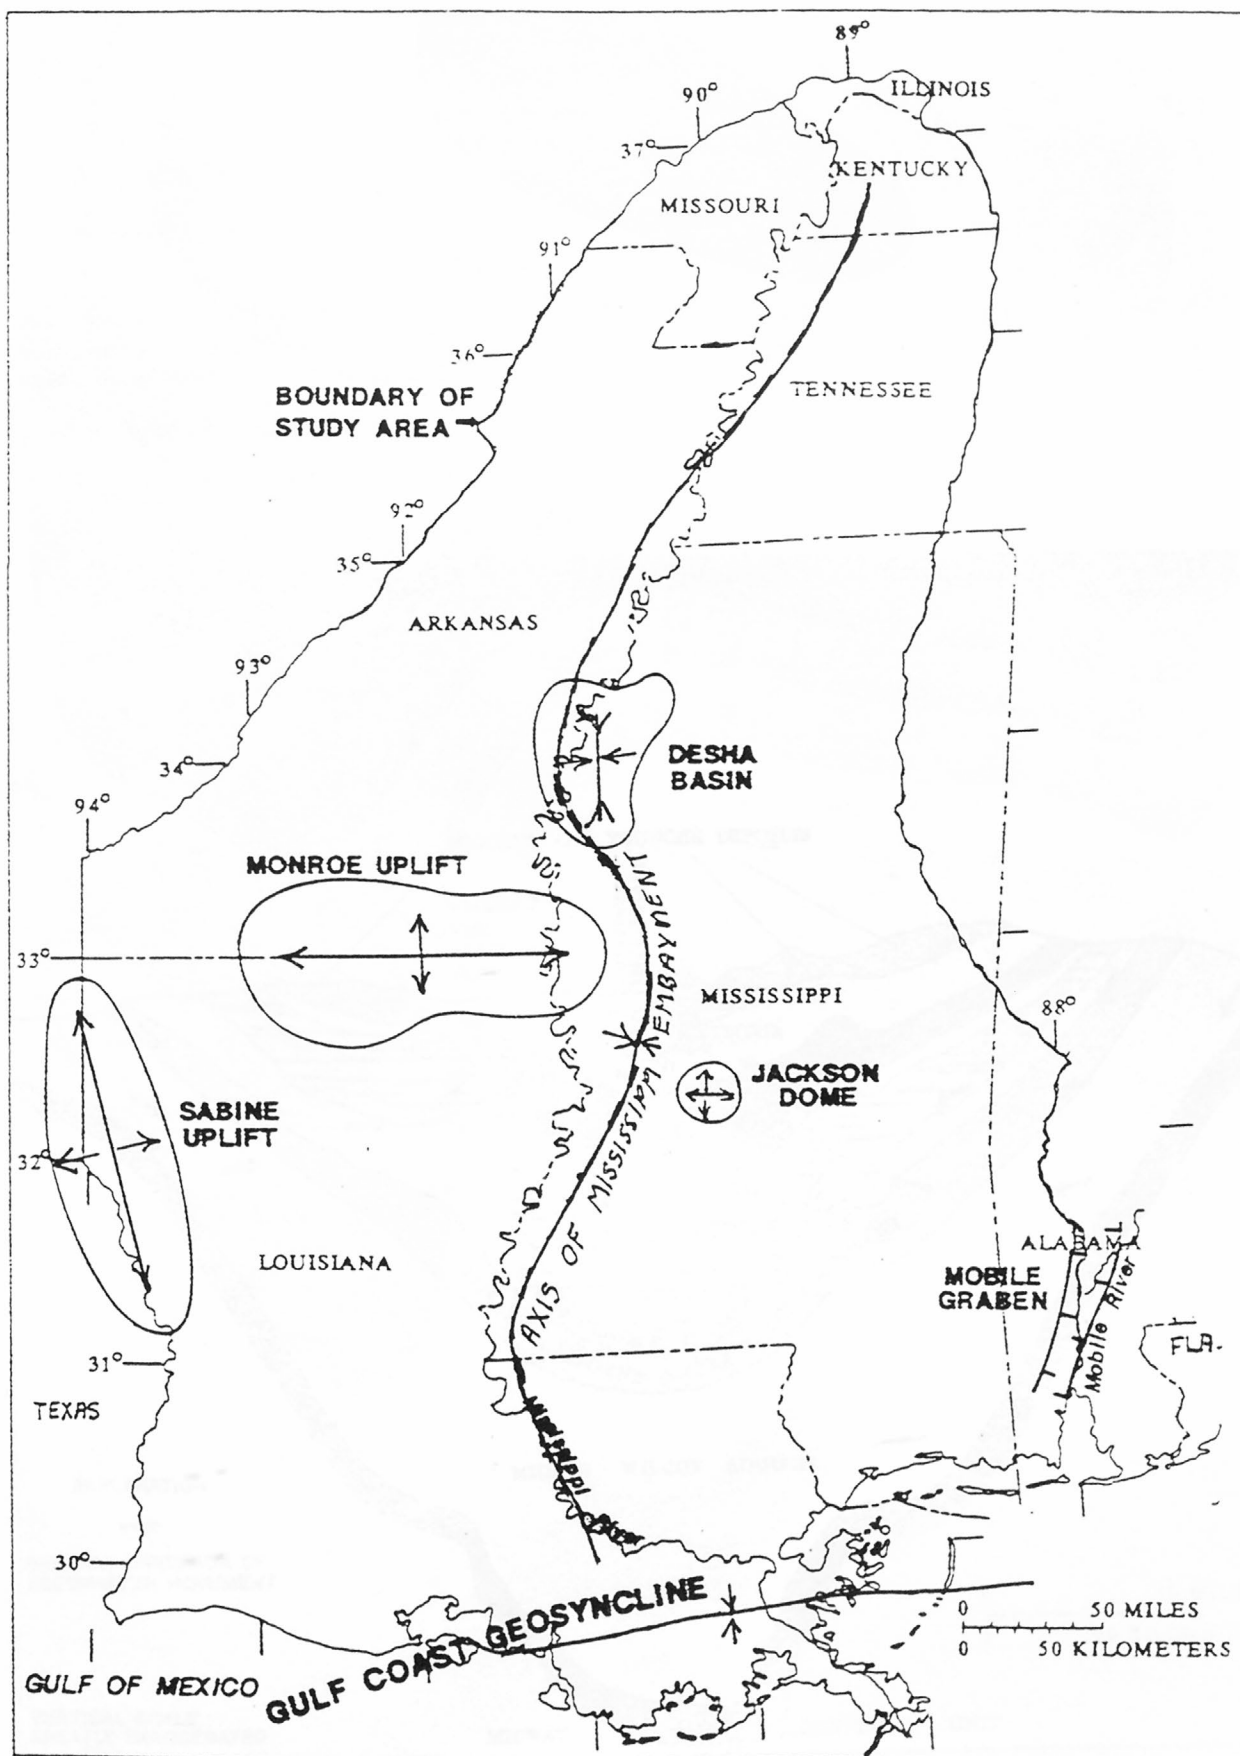 89°
ILLINOIS
90°
37°
KENTUCKY
MISSOURI
91°
36°
TENNESSEE
BOUNDARY OF
STUDY AREA
92°
35°
ARKANSAS
93°
34°
DESHA
BASIN
94°
MONROE UPLIFT
33°
MISSISSIPPI
88°
AXIS OF MISSISSIPPI EMBAYMENT
JACKSON
DOME
SABINE
UPLIFT
32°
LOUISIANA
ALABAMA
MOBILE
GRABEN
Mobile River
FLA.
31°
TEXAS
Mississippi River
30°
GULF COAST GEOSYNCLINE
0 50 MILES
0 50 KILOMETERS
GULF OF MEXICO